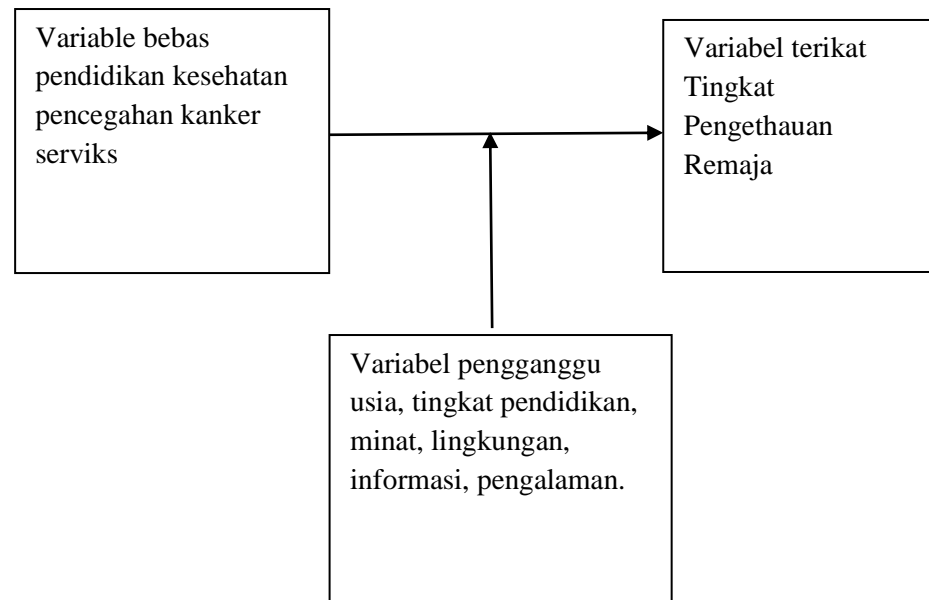 Variable bebas
pendidikan kesehatan
pencegahan kanker
serviks
Variabel terikat
Tingkat
Pengethauan
Remaja
Variabel pengganggu
usia, tingkat pendidikan,
minat, lingkungan,
informasi, pengalaman.